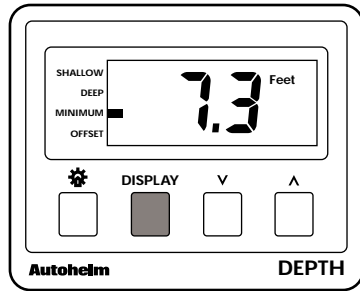 SHALLOW
DEEP
MINIMUM
OFFSET
7.3 Feet
DISPLAY
Autohelm
DEPTH